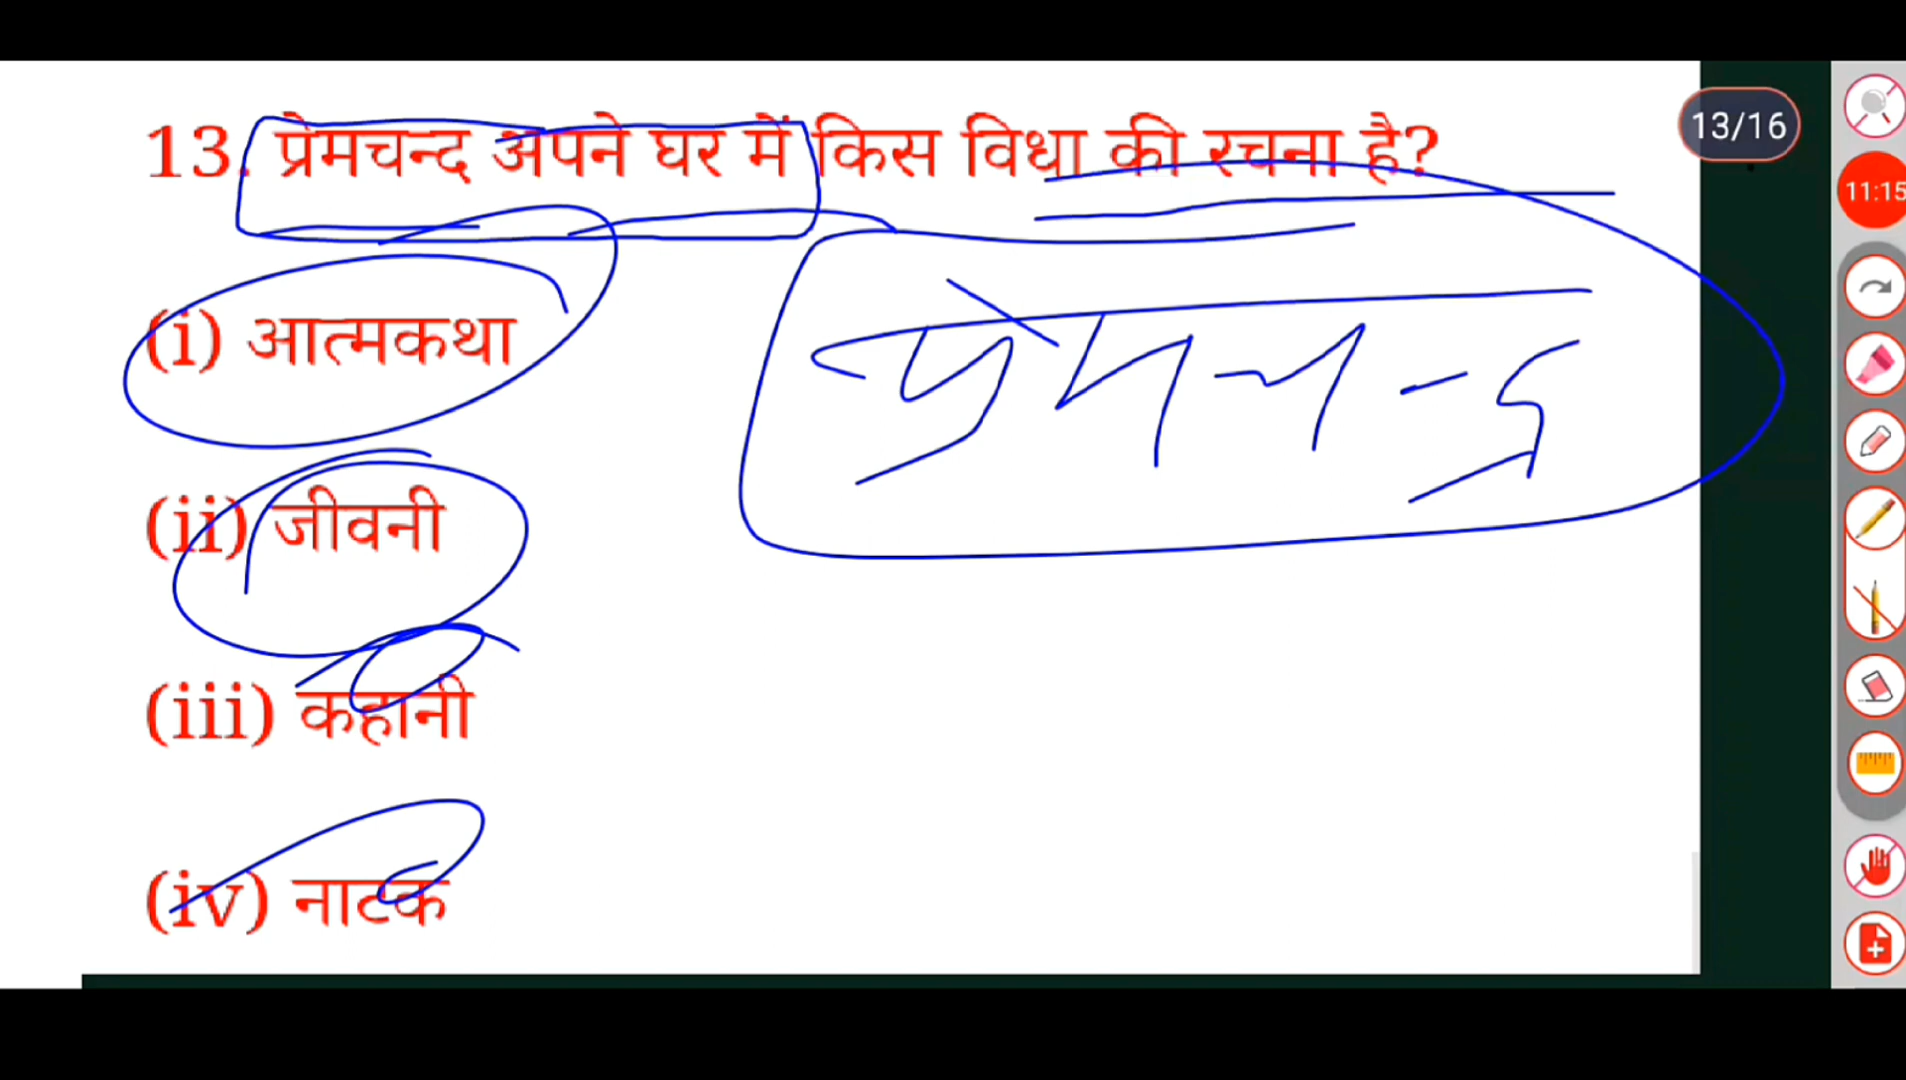 13. प्रेमचन्द अपने घर में किस विधा की रचना है?
13/16
11:15
(i) आत्मकथा
प्रेमचन्द
(ii) जीवनी
(iii) कहानी
(iv) नाटक